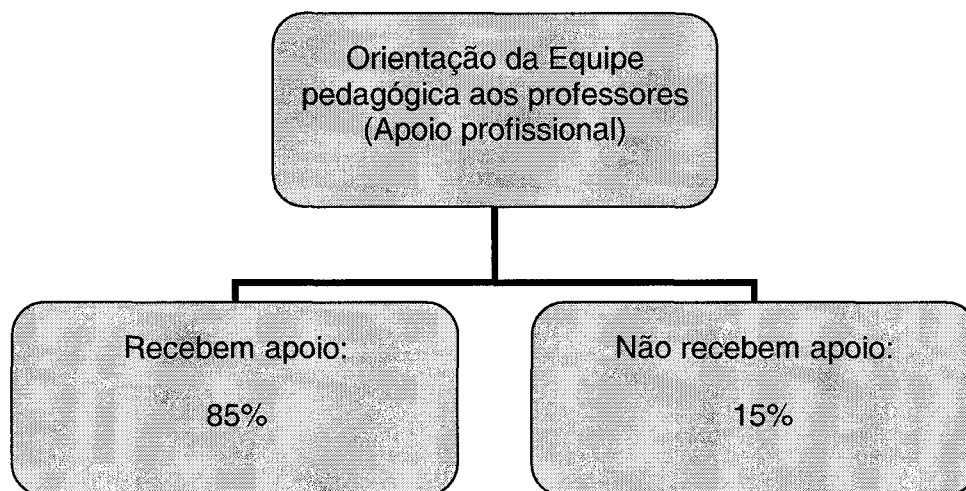 Orientação da Equipe
pedagógica aos professores
(Apoio profissional)
Recebem apoio:
85%
Não recebem apoio:
15%